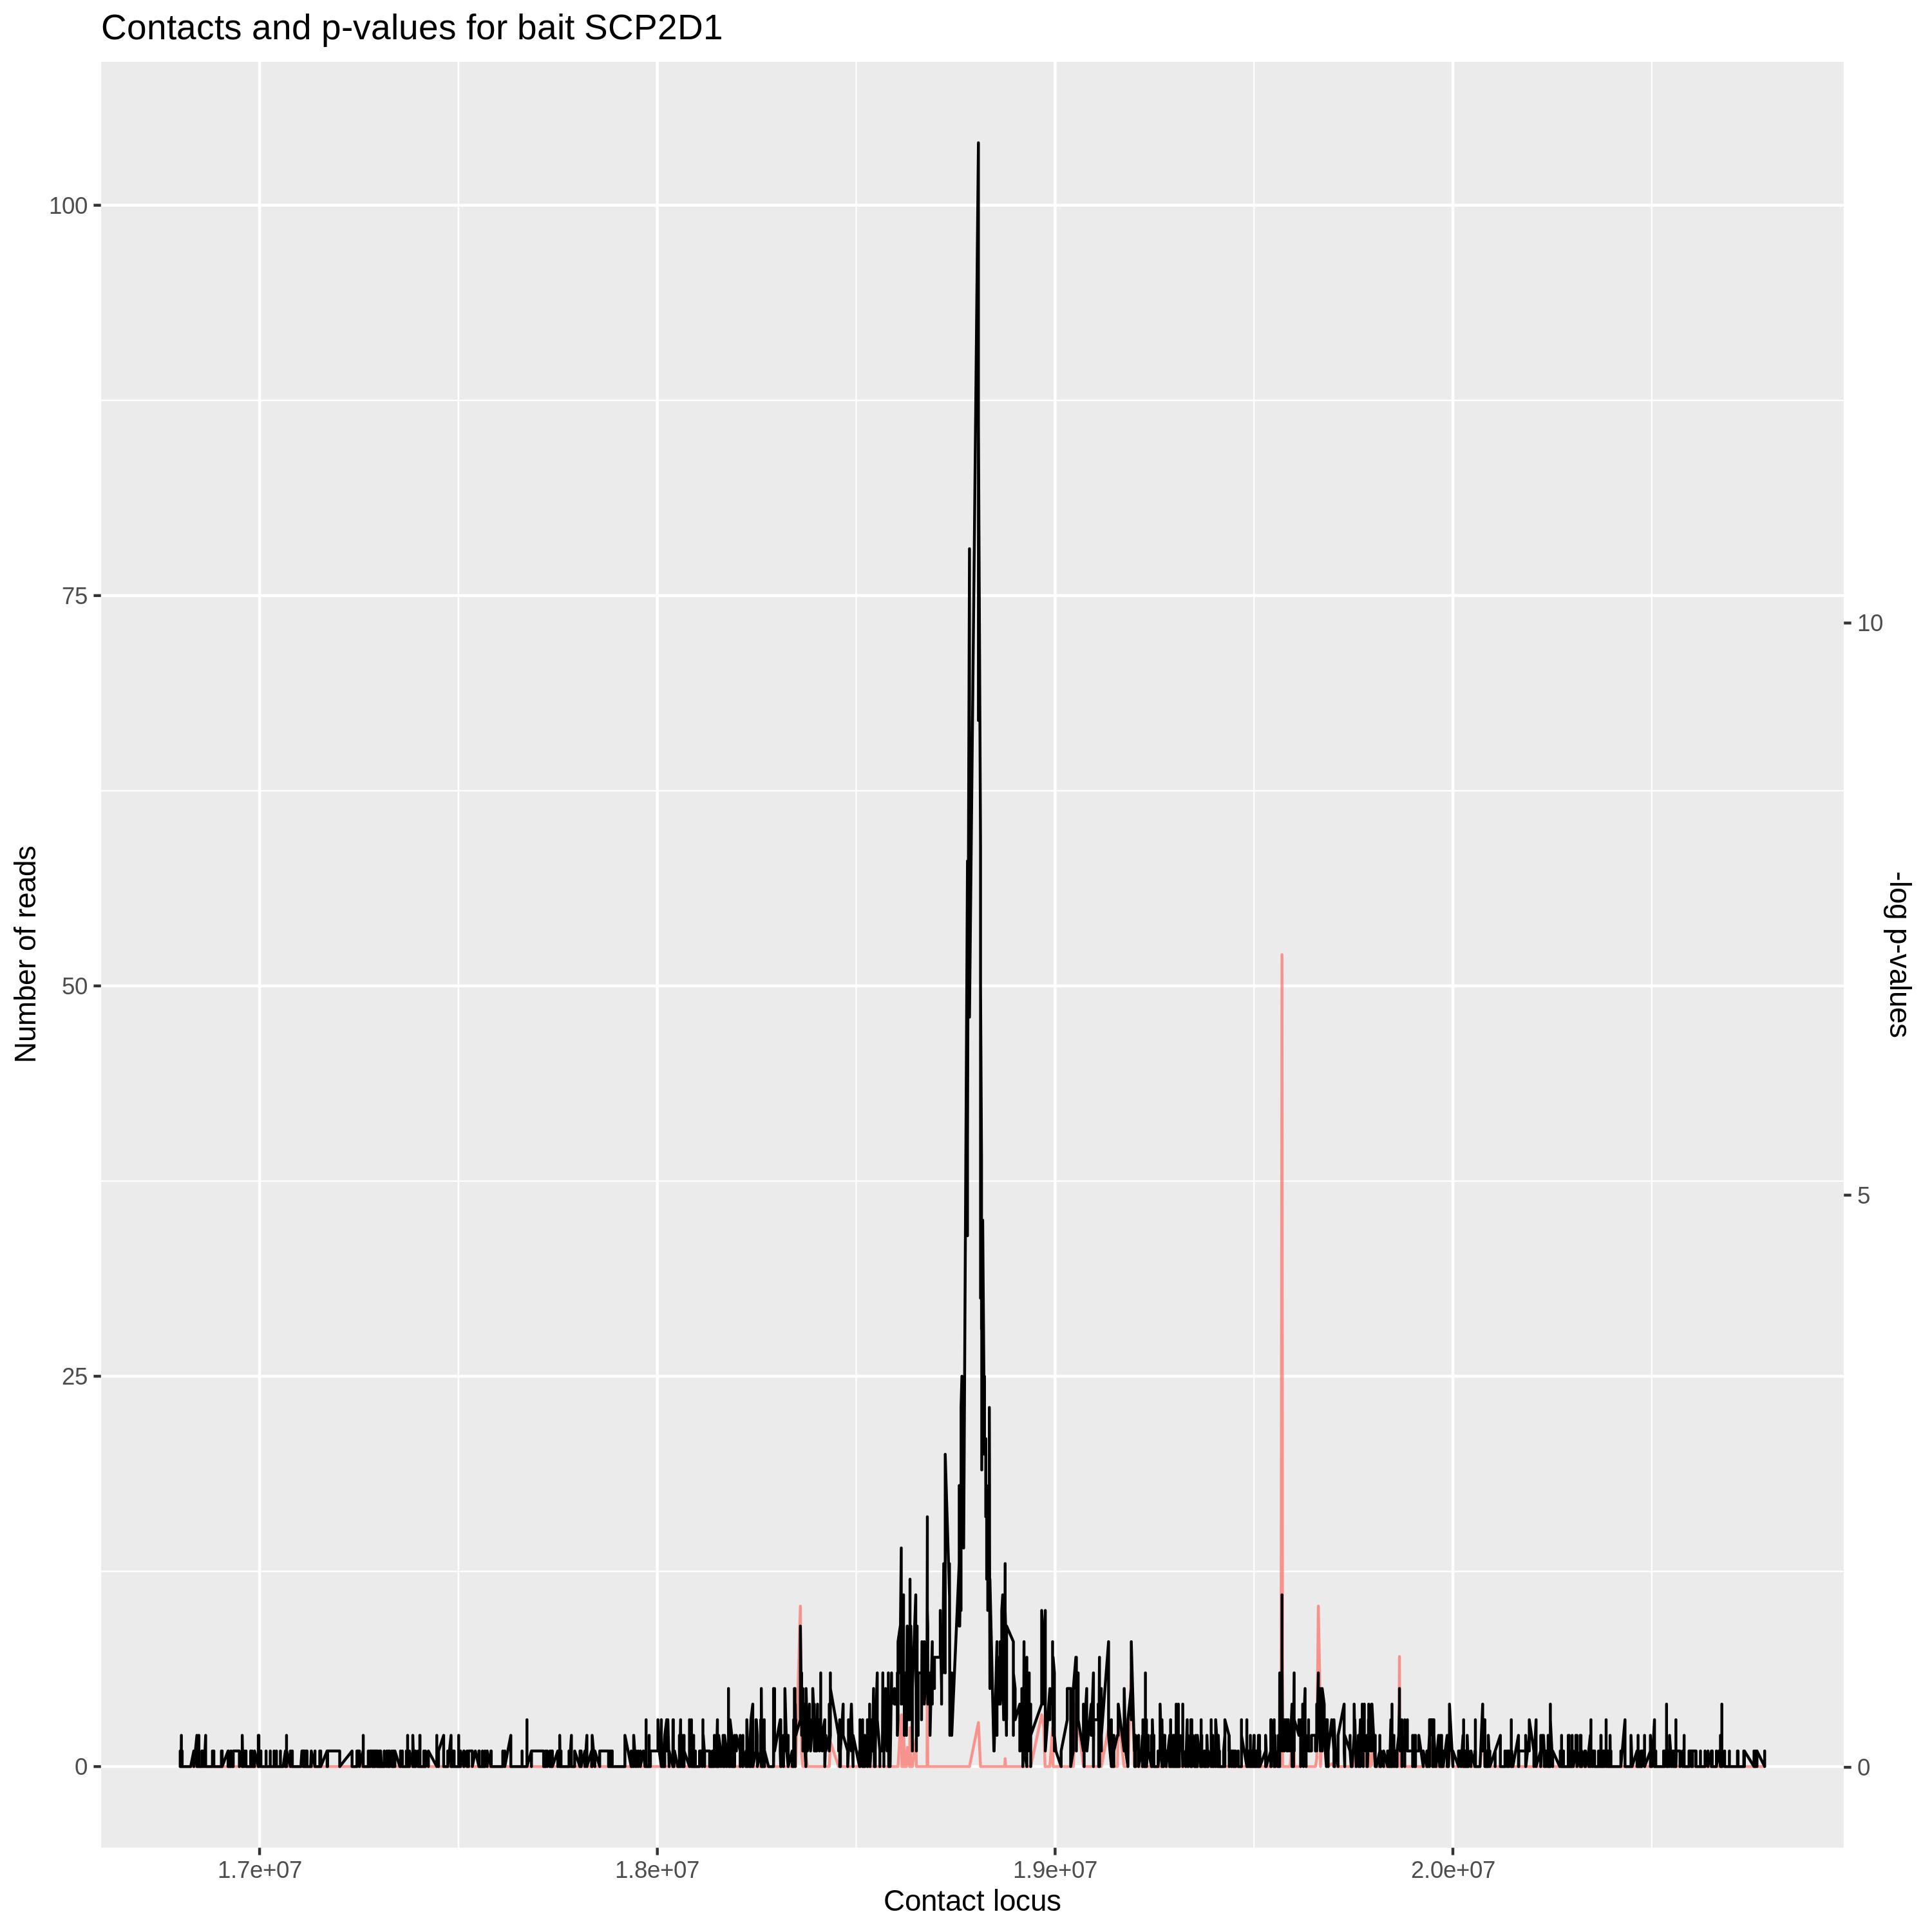 Contacts and p-values for bait SCP2D1
100
75
50
25
0
Number of reads
10
5
0
-log p-values
1.7e+07
1.8e+07
1.9e+07
2.0e+07
Contact locus